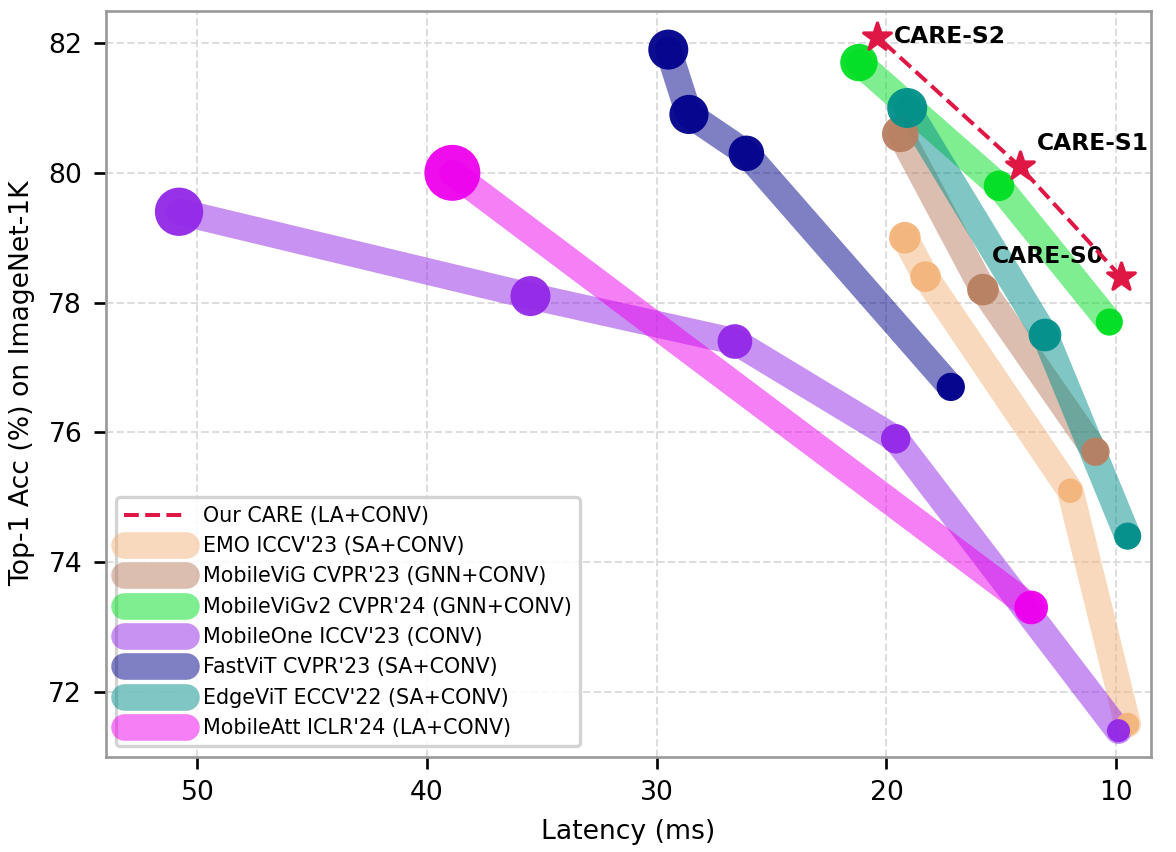 Top-1 Acc (%) on ImageNet-1K
82
80
78
76
74
72
CARE-S2
CARE-S1
CARE-S0
Our CARE (LA+CONV)
EMO ICCV'23 (SA+CONV)
MobileViG CVPR'23 (GNN+CONV)
MobileViGv2 CVPR'24 (GNN+CONV)
MobileOne ICCV'23 (CONV)
FastViT CVPR'23 (SA+CONV)
EdgeViT ECCV'22 (SA+CONV)
MobileAtt ICLR'24 (LA+CONV)
50 40 30 20 10
Latency (ms)